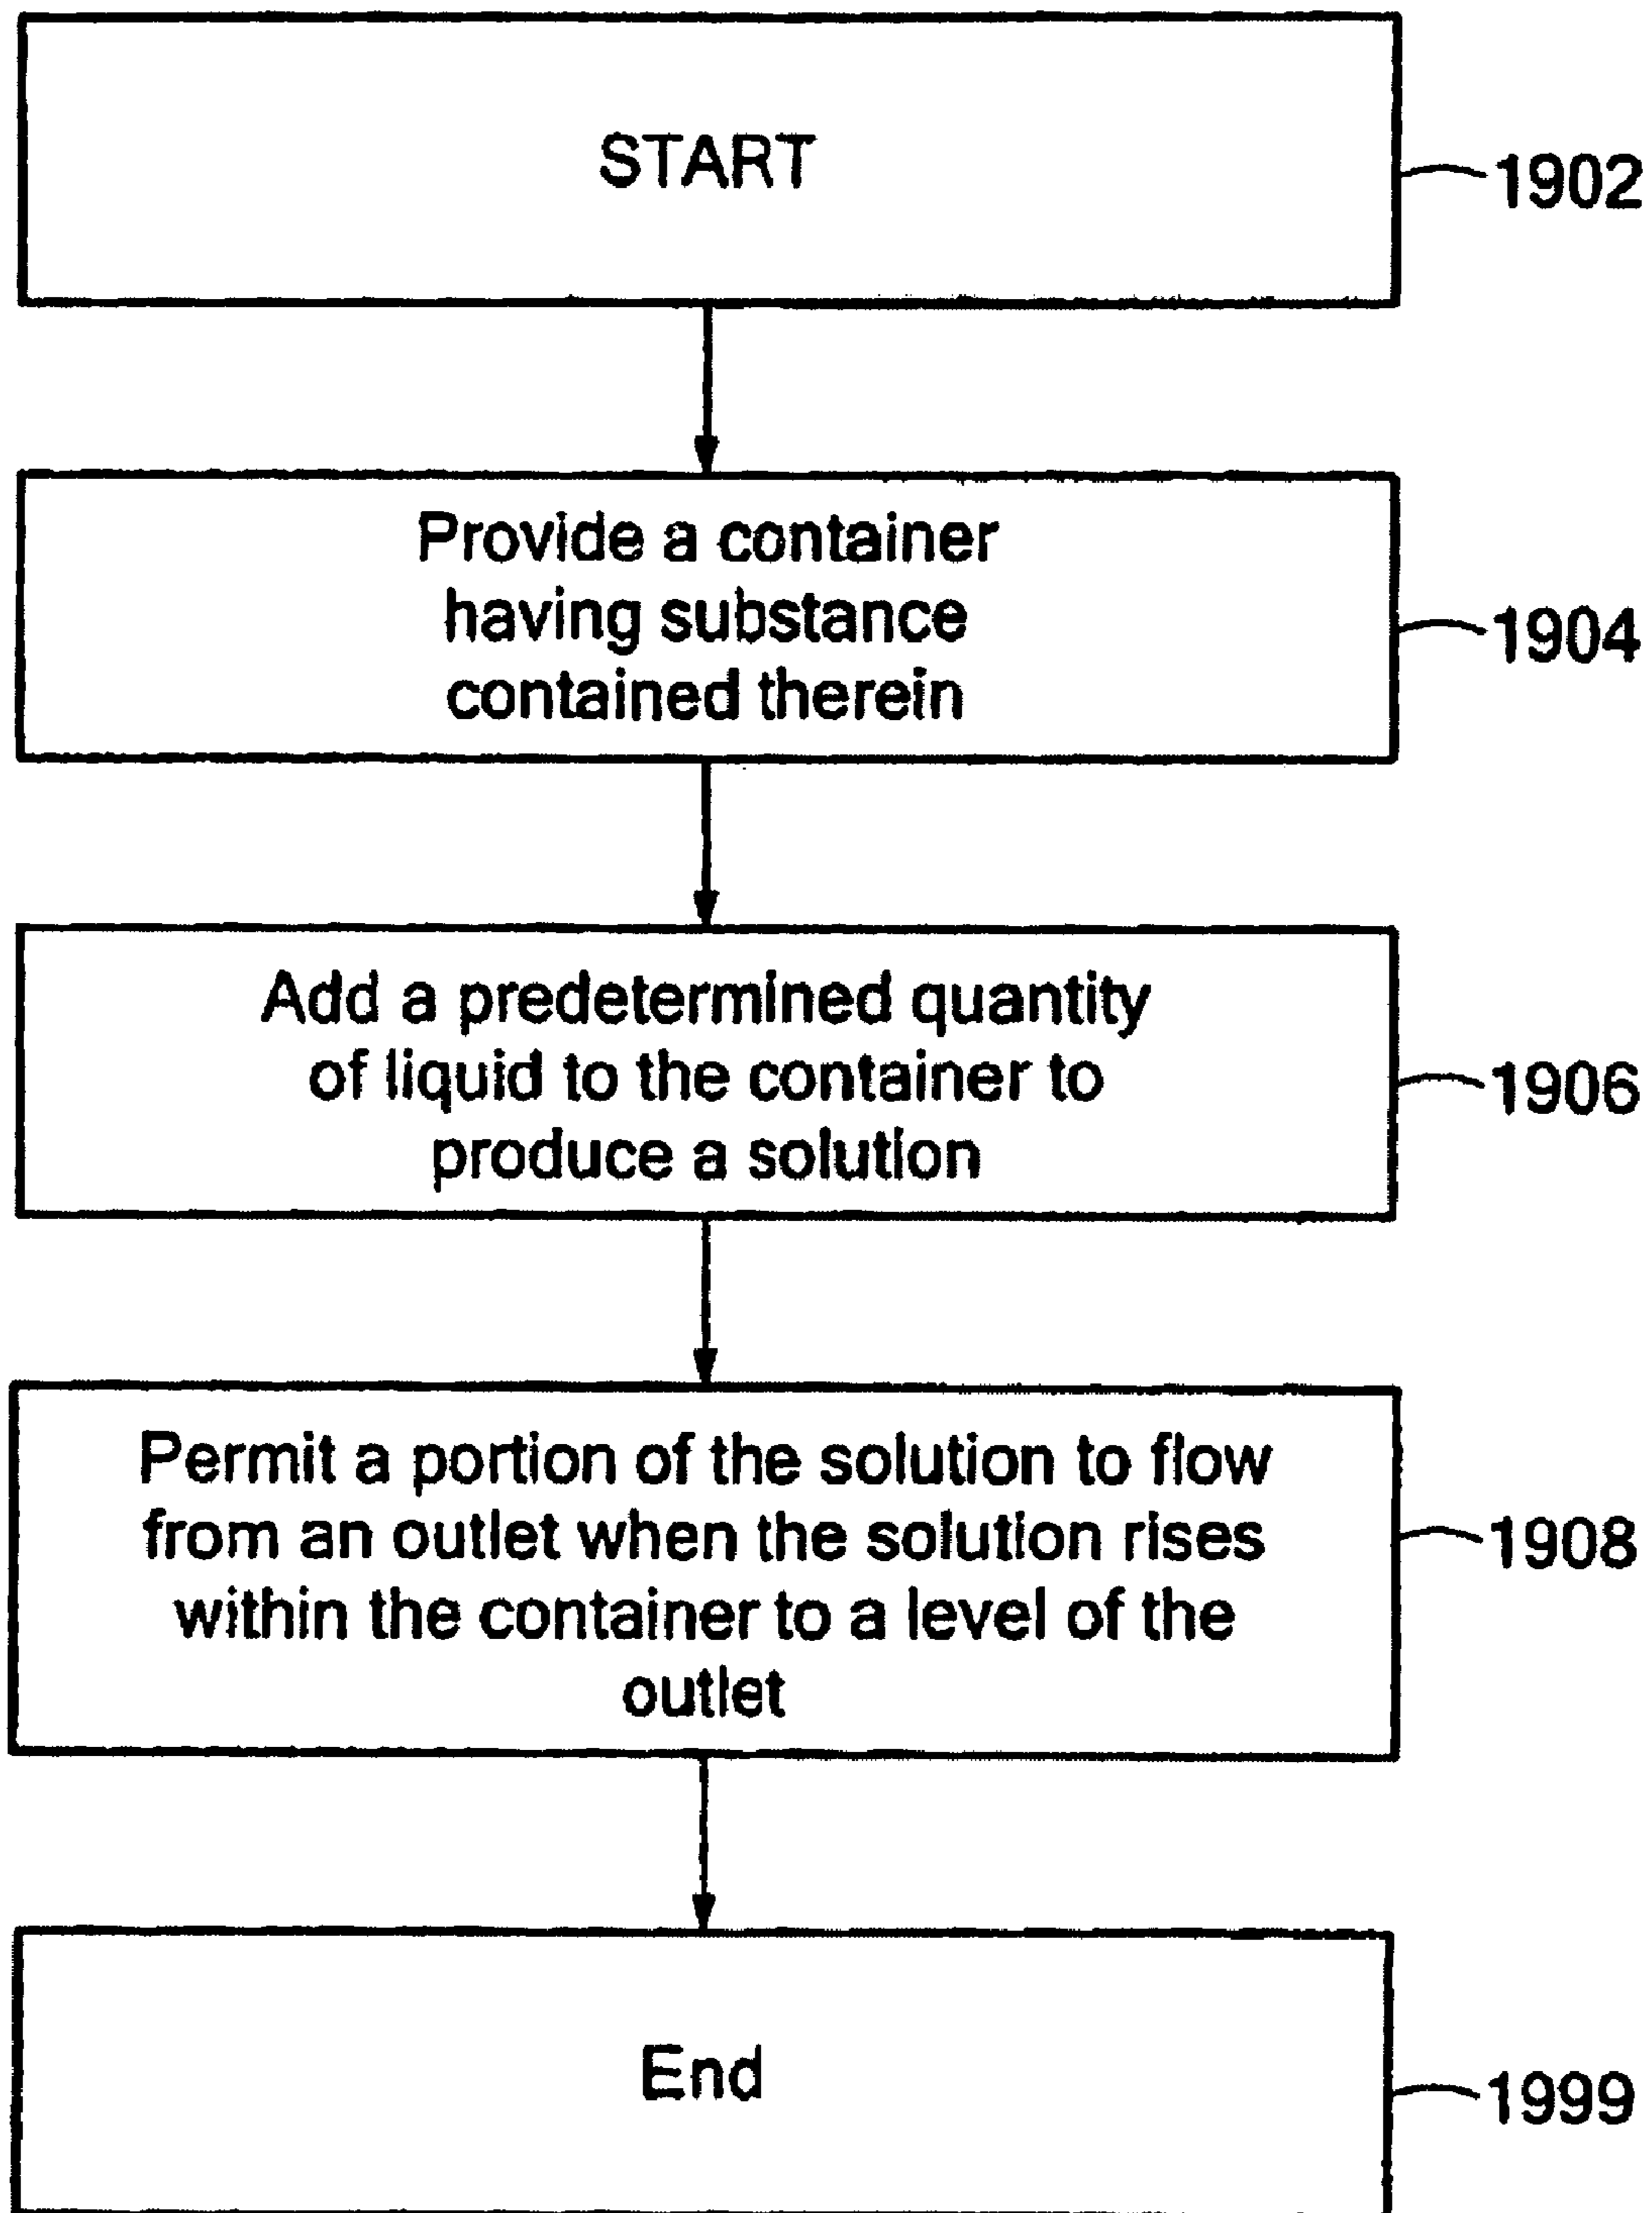 START
1902
Provide a container
having substance
contained therein
1904
Add a predetermined quantity
of liquid to the container to
produce a solution
1906
Permit a portion of the solution to flow
from an outlet when the solution rises
within the container to a level of the
outlet
1908
End
1999